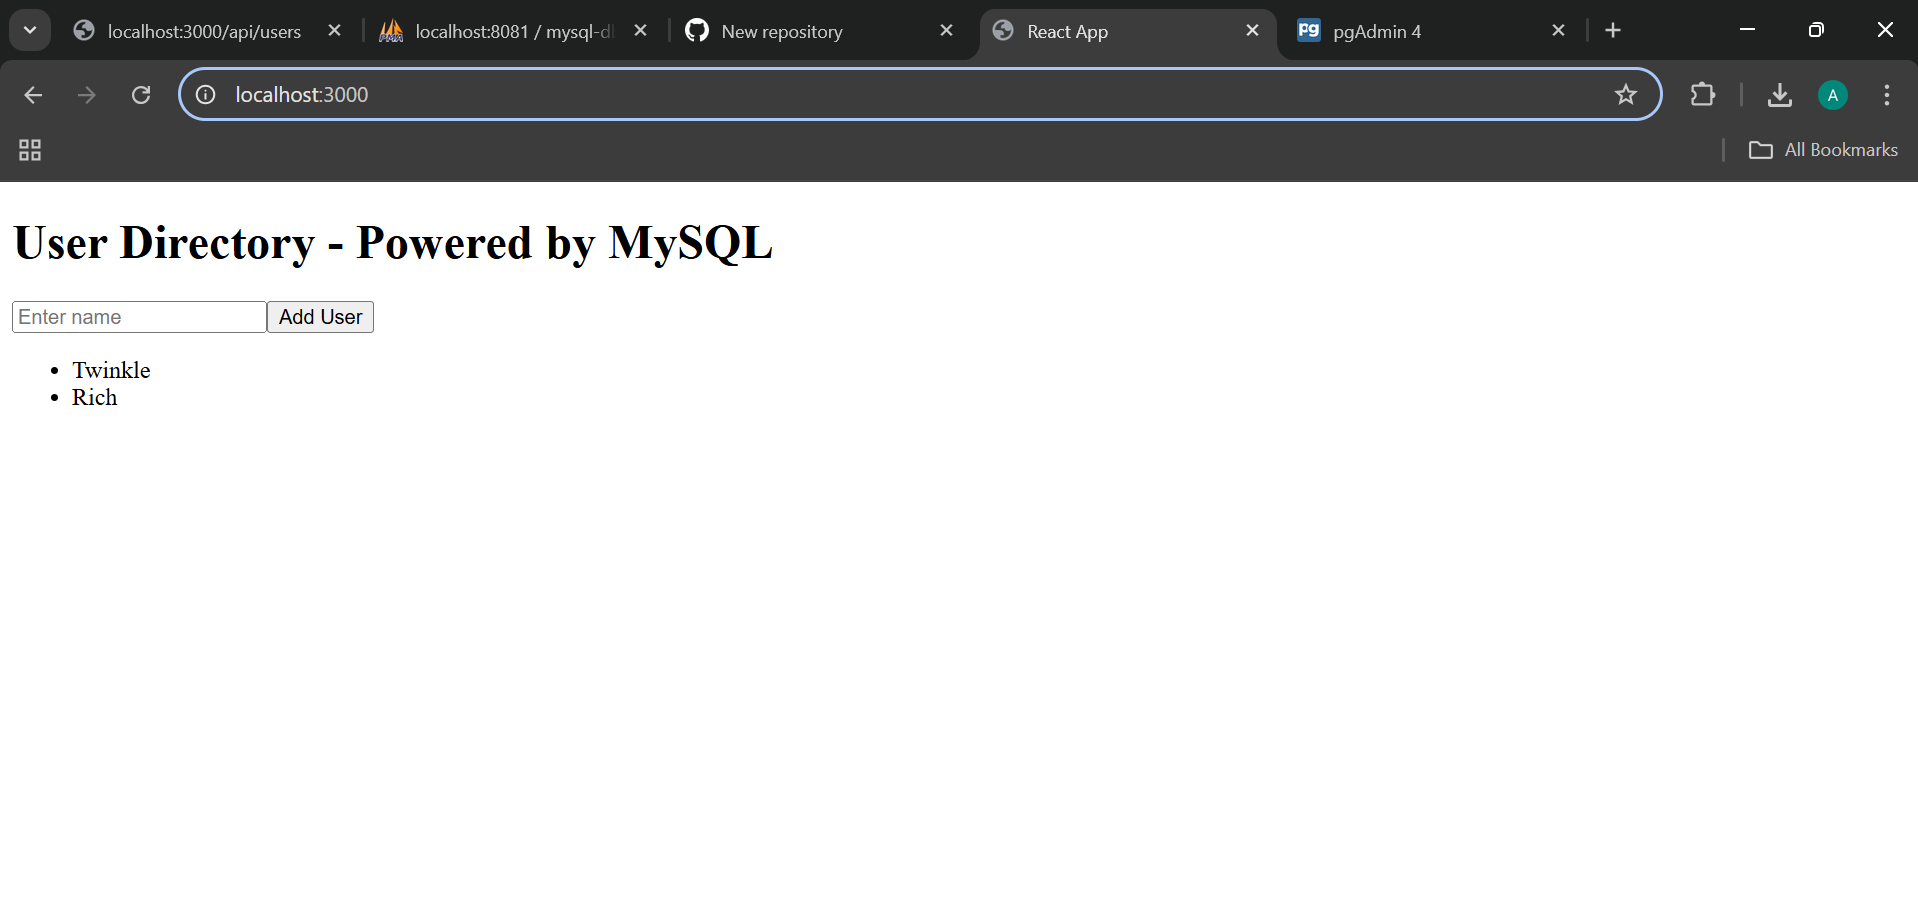 localhost:3000/api/users
localhost:8081 / mysql-d
New repository
React App
pgAdmin 4
localhost:3000
A
All Bookmarks
User Directory - Powered by MySQL
Enter name
Add User
Twinkle
Rich